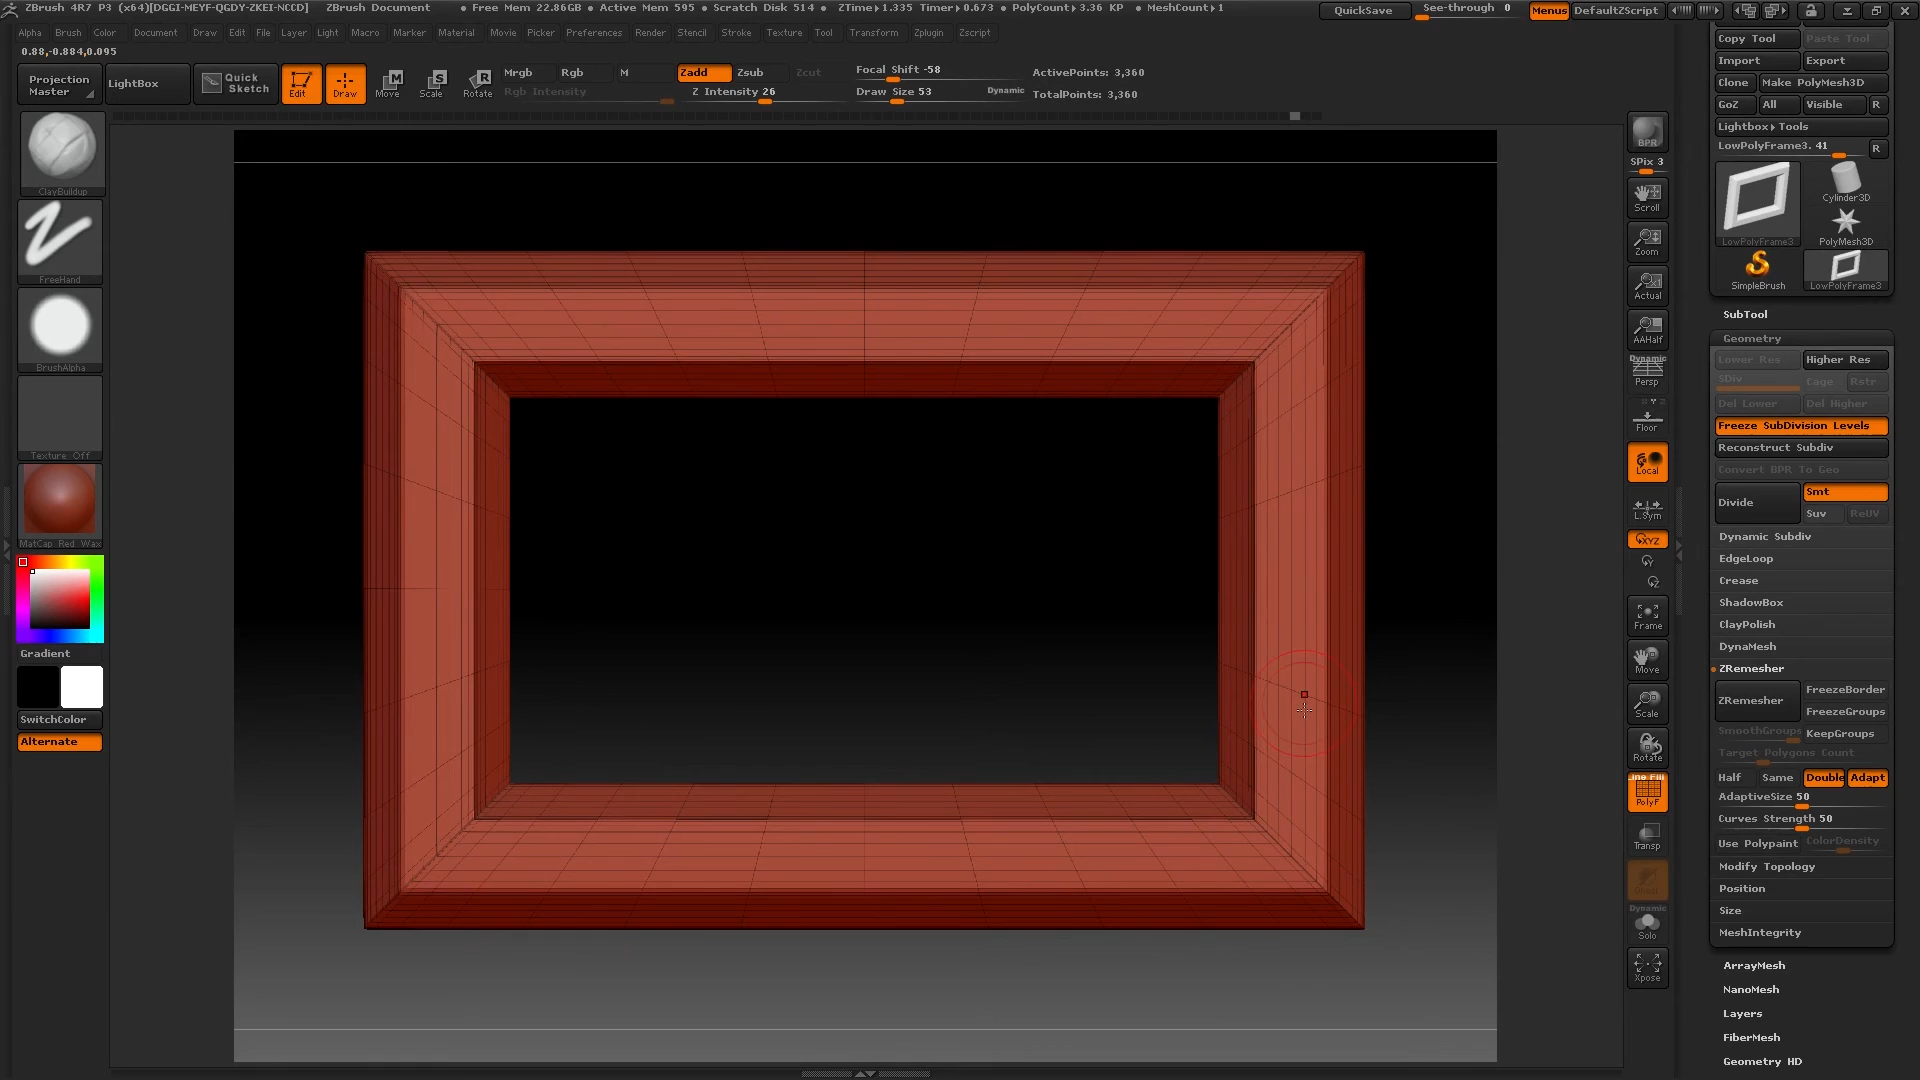 ZBrush 4R7 P3 (x64)[DGGI-MEYF-QGDY-ZKEI-NCCD] ZBrush Document • Free Mem 22.86GB • Active Mem 595 • Scratch Disk 514 • ZTime▸1.335 Timer▸0.673 • PolyCount▸3.36 KP • MeshCount▸1 QuickSave See-through 0 Menus DefaultZScript
Alpha Brush Color Document Draw Edit File Layer Light Macro Marker Material Movie Picker Preferences Render Stencil Stroke Texture Tool Transform Zplugin Zscript
0.88,-0.884,0.095
Projection Master
LightBox
Quick Sketch
Edit
Draw
Move
Scale
Rotate
Mrgb Rgb M
Rgb Intensity
Zadd Zsub Zcut
Z Intensity 26
Focal Shift -58
Draw Size 53 Dynamic
ActivePoints: 3,360
TotalPoints: 3,360
ClayBuildup
FreeHand
BrushAlpha
Texture Off
MatCap Red Wax
Gradient
SwitchColor
Alternate
BPR
SPix 3
Scroll
Zoom
Actual
AAHalf
Dynamic
Persp
Floor
Local
L.Sym
XYZ
Y
Z
Frame
Move
Scale
Rotate
Line Fill
PolyF
Transp
Dynamic
Solo
Xpose
Copy Tool Paste Tool
Import Export
Clone Make PolyMesh3D
GoZ All Visible R
Lightbox▸Tools
LowPolyFrame3. 41 R
LowPolyFrame3
Cylinder3D
PolyMesh3D
SimpleBrush
LowPolyFrame3
SubTool
Geometry
Lower Res Higher Res
SDiv Cage Rstr
Del Lower Del Higher
Freeze SubDivision Levels
Reconstruct Subdiv
Convert BPR To Geo
Divide Smt
Suv ReUV
Dynamic Subdiv
EdgeLoop
Crease
ShadowBox
ClayPolish
DynaMesh
ZRemesher
ZRemesher FreezeBorder
FreezeGroups
SmoothGroups KeepGroups
Target Polygons Count
Half Same Double Adapt
AdaptiveSize 50
Curves Strength 50
Use Polypaint ColorDensity
Modify Topology
Position
Size
MeshIntegrity
ArrayMesh
NanoMesh
Layers
FiberMesh
Geometry HD